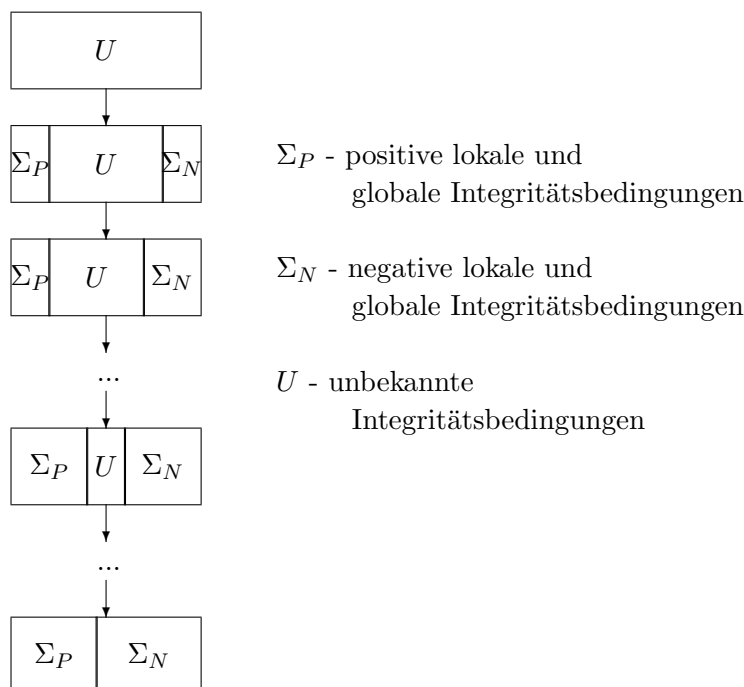 U
Σ_P U Σ_N
Σ_P - positive lokale und
globale Integritätsbedingungen
Σ_P U Σ_N
Σ_N - negative lokale und
globale Integritätsbedingungen
...
U - unbekannte
Integritätsbedingungen
Σ_P U Σ_N
...
Σ_P Σ_N